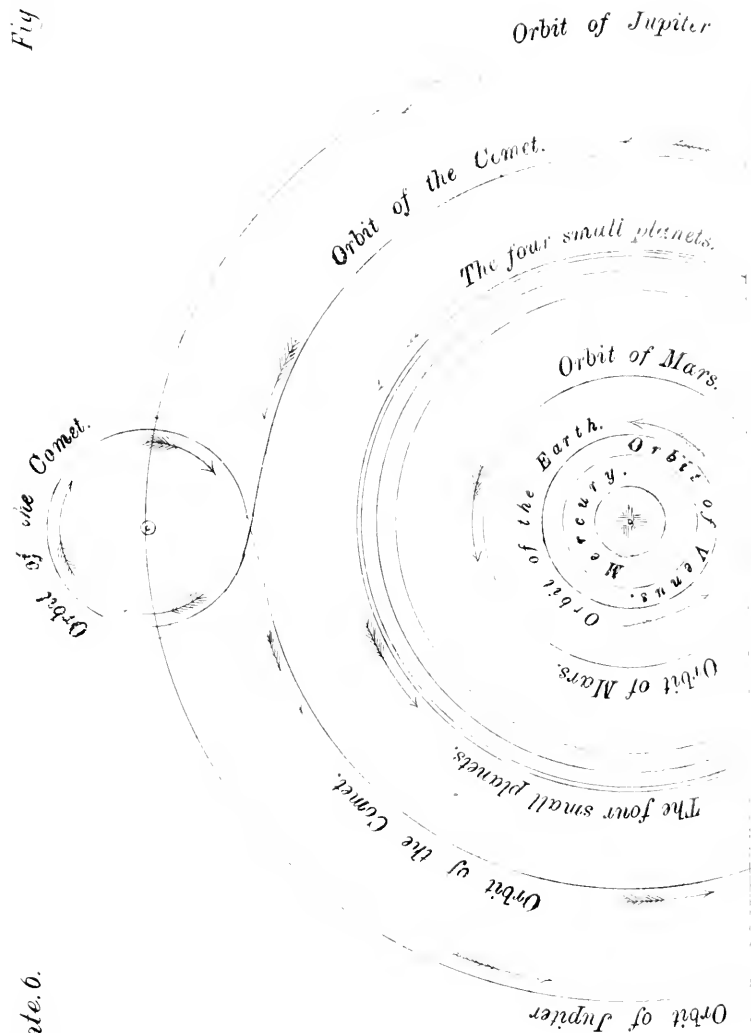 Fig
Orbit of Jupiter
Orbit of the Comet.
The four small planets.
Orbit of Mars.
Orbit of the Comet.
Orbit of the Earth.
Orbit of Venus.
Mercury.
Orbit of Mars.
The four small planets.
Orbit of the Comet.
Orbit of Jupiter
te. 6.